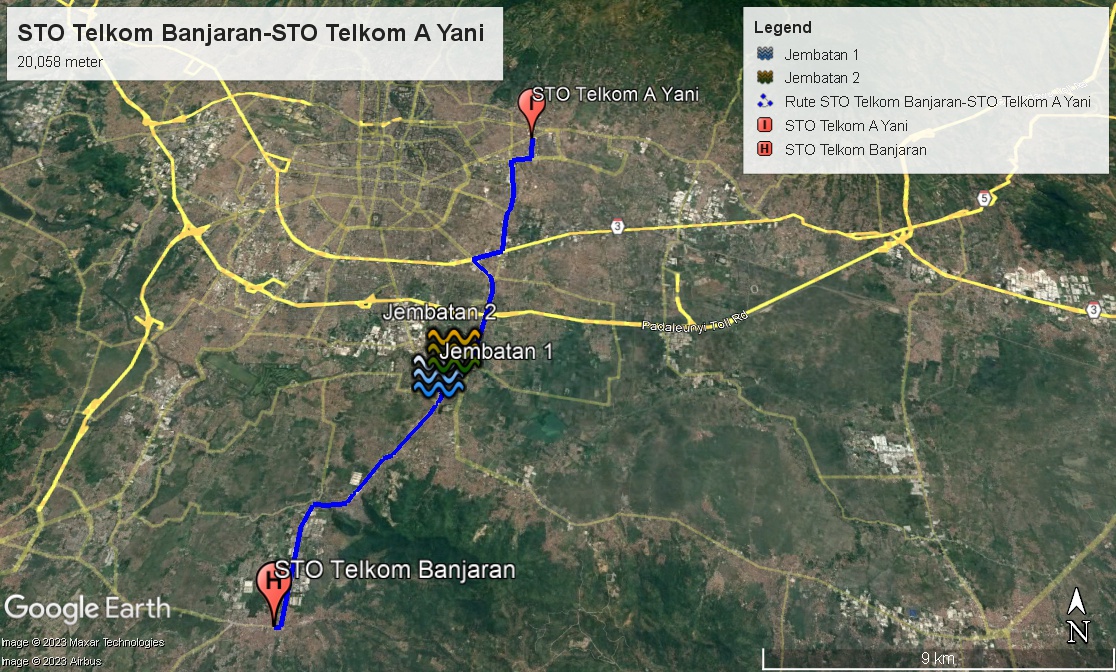 STO Telkom Banjaran-STO Telkom A Yani
20,058 meter
Legend
Jembatan 1
Jembatan 2
Rute STO Telkom Banjaran-STO Telkom A Yani
I STO Telkom A Yani
H STO Telkom Banjaran
I STO Telkom A Yani
5
3
3
Jembatan 2
Padaleunyi Toll Rd
Jembatan 1
H STO Telkom Banjaran
Google Earth
Image © 2023 Maxar Technologies
Image © 2023 Airbus
N
9 km